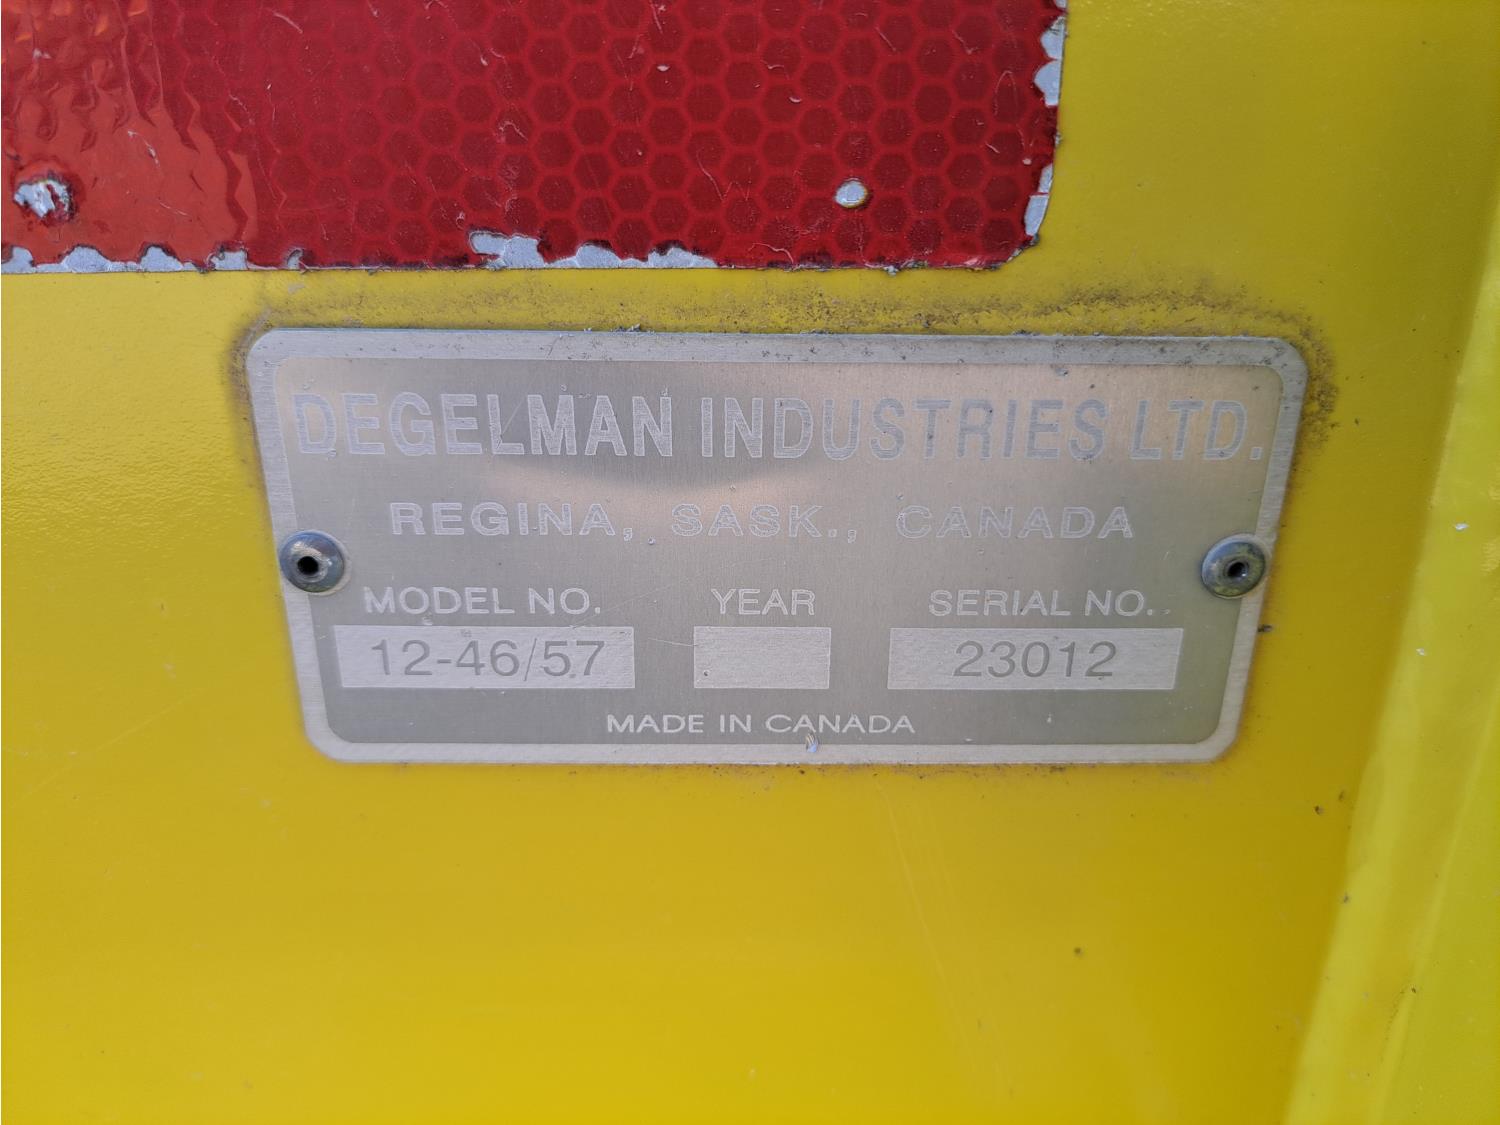 DEGELMAN INDUSTRIES LTD.
REGINA, SASK., CANADA
MODEL NO. YEAR SERIAL NO.
12-46/57 23012
MADE IN CANADA